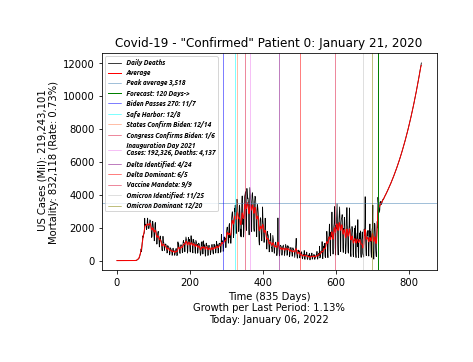 Covid-19 - "Confirmed" Patient 0: January 21, 2020
US Cases (Mil): 219,243,101
Mortality: 832,118 (Rate: 0.73%)
12000
10000
8000
6000
4000
2000
0
Daily Deaths
Average
Peak average 3,518
Forecast: 120 Days->
Biden Passes 270: 11/7
Safe Harbor: 12/8
States Confirm Biden: 12/14
Congress Confirms Biden: 1/6
Inauguration Day 2021
Cases: 192,326, Deaths: 4,137
Delta Identified: 4/24
Delta Dominant: 6/5
Vaccine Mandate: 9/9
Omicron Identified: 11/25
Omicron Dominant 12/20
0 200 400 600 800
Time (835 Days)
Growth per Last Period: 1.13%
Today: January 06, 2022